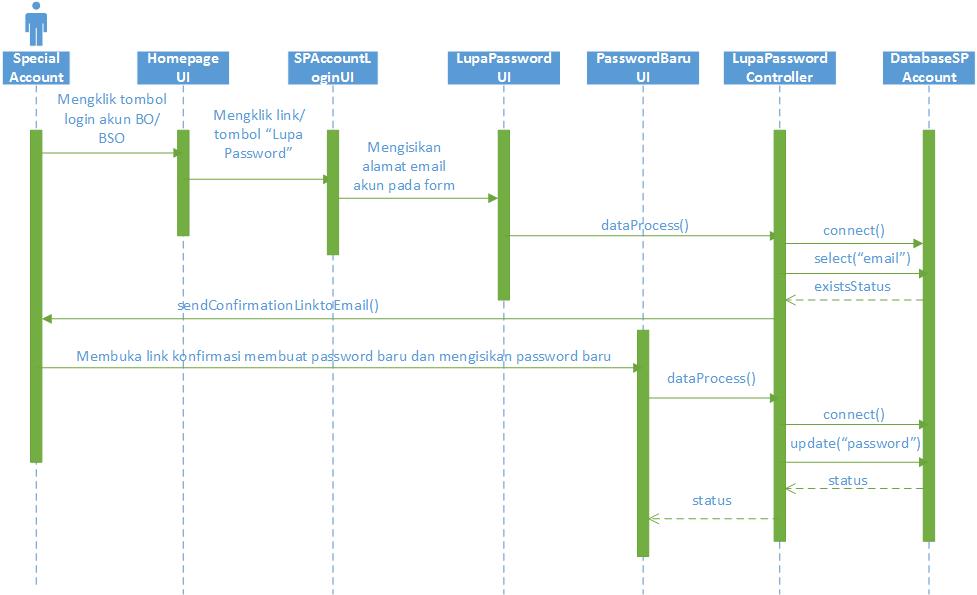 Special
Account
Homepage
UI
SPAccountL
oginUI
LupaPassword
UI
PasswordBaru
UI
LupaPassword
Controller
DatabaseSP
Account
Mengklik tombol
login akun BO/
BSO
Mengklik link/
tombol “Lupa
Password”
Mengisikan
alamat email
akun pada form
dataProcess()
connect()
select(“email”)
existsStatus
sendConfirmationLinktoEmail()
Membuka link konfirmasi membuat password baru dan mengisikan password baru
dataProcess()
connect()
update(“password”)
status
status